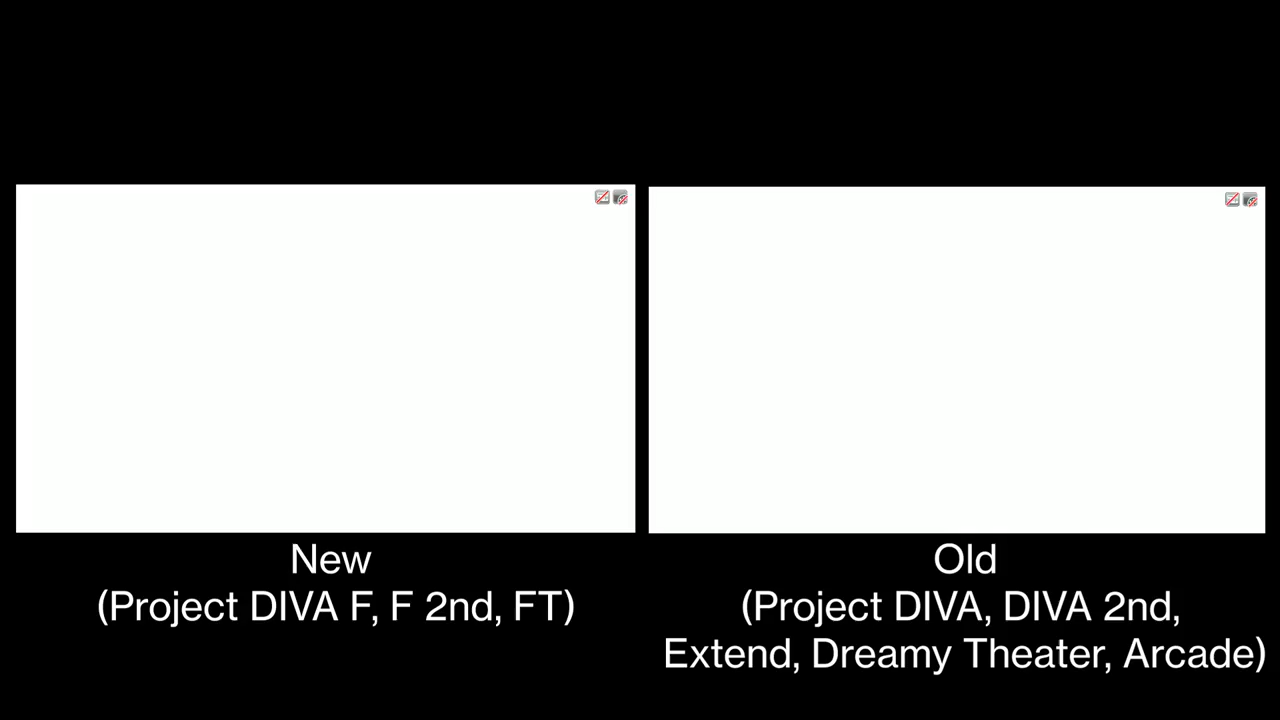 New
(Project DIVA F, F 2nd, FT)
Old
(Project DIVA, DIVA 2nd,
Extend, Dreamy Theater, Arcade)